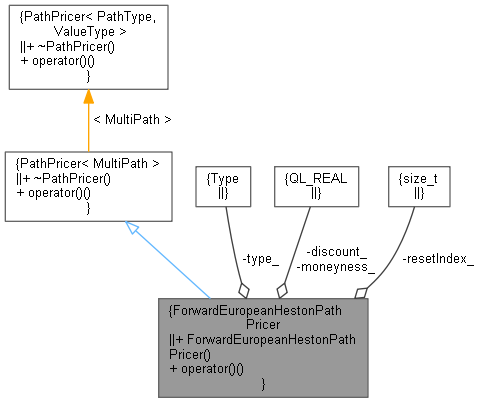 {PathPricer< PathType,
ValueType >
||+ ~PathPricer()
+ operator()()
}
< MultiPath >
{PathPricer< MultiPath >
||+ ~PathPricer()
+ operator()()
}
{Type
||}
{QL_REAL
||}
{size_t
||}
-type_
-discount_
-moneyness_
-resetIndex_
{ForwardEuropeanHestonPath
Pricer
||+ ForwardEuropeanHestonPath
Pricer()
+ operator()()
}